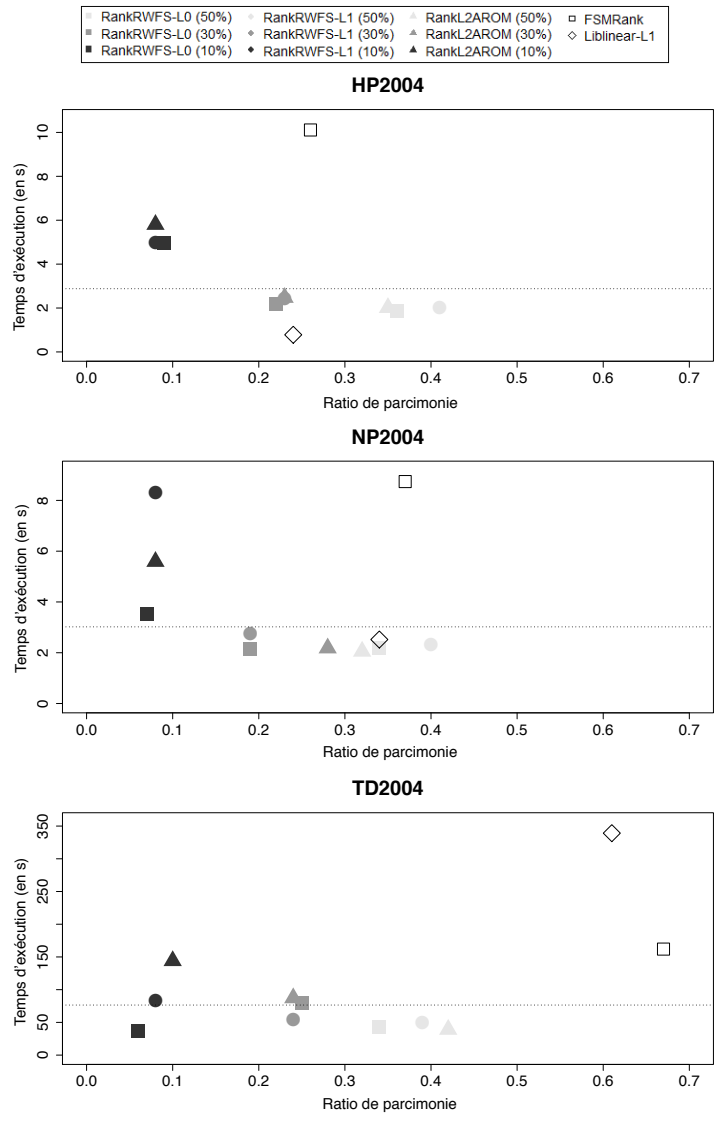 RankRWFS-L0 (50%) RankRWFS-L1 (50%) RankL2AROM (50%) FSMRank
RankRWFS-L0 (30%) RankRWFS-L1 (30%) RankL2AROM (30%) Liblinear-L1
RankRWFS-L0 (10%) RankRWFS-L1 (10%) RankL2AROM (10%)
HP2004
Temps d'exécution (en s)
10
8
6
4
2
0
0.0 0.1 0.2 0.3 0.4 0.5 0.6 0.7
Ratio de parcimonie
NP2004
Temps d'exécution (en s)
8
6
4
2
0
0.0 0.1 0.2 0.3 0.4 0.5 0.6 0.7
Ratio de parcimonie
TD2004
Temps d'exécution (en s)
350
250
150
50
0
0.0 0.1 0.2 0.3 0.4 0.5 0.6 0.7
Ratio de parcimonie